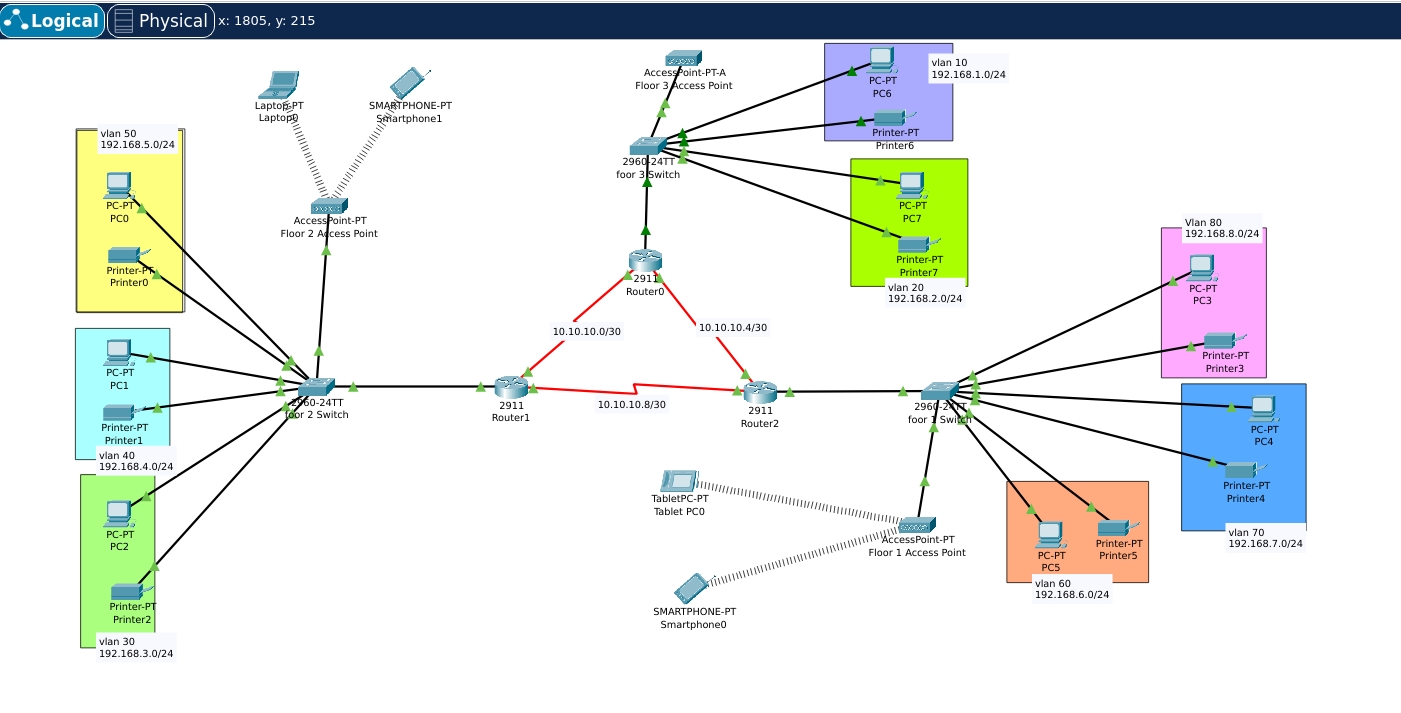 Logical
Physical
x: 1805, y: 215
AccessPoint-PT-A
Floor 3 Access Point
Laptop-PT
Laptop0
SMARTPHONE-PT
Smartphone1
PC-PT
PC6
vlan 10
192.168.1.0/24
Printer-PT
Printer6
vlan 50
192.168.5.0/24
PC-PT
PC0
Printer-PT
Printer0
AccessPoint-PT
Floor 2 Access Point
2960-24TT
foor 3 Switch
PC-PT
PC7
Printer-PT
Printer7
vlan 20
192.168.2.0/24
2911
Router0
10.10.10.0/30
10.10.10.4/30
10.10.10.8/30
Vlan 80
192.168.8.0/24
PC-PT
PC3
Printer-PT
Printer3
PC-PT
PC1
Printer-PT
Printer1
vlan 40
192.168.4.0/24
2960-24TT
foor 2 Switch
2911
Router1
2911
Router2
2960-24TT
foor 1 Switch
PC-PT
PC4
Printer-PT
Printer4
vlan 70
192.168.7.0/24
PC-PT
PC2
Printer-PT
Printer2
vlan 30
192.168.3.0/24
TabletPC-PT
Tablet PC0
AccessPoint-PT
Floor 1 Access Point
SMARTPHONE-PT
Smartphone0
PC-PT
PC5
Printer-PT
Printer5
vlan 60
192.168.6.0/24